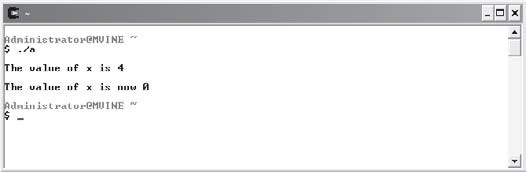 ~
Administrator@MVINE ~
$ ./a
The value of x is 4
The value of x is now 0
Administrator@MVINE ~
$ _